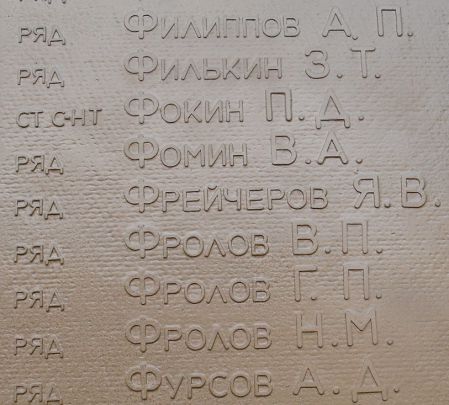 РЯД ФИЛИППОВ А. П.
РЯД ФИЛЬКИН З. Т.
СТ С-НТ ФОКИН П. Д.
РЯД ФОМИН В. А.
РЯД ФРЕЙЧЕРОВ Я. В.
РЯД ФРОЛОВ В. П.
РЯД ФРОЛОВ Г. П.
РЯД ФРОЛОВ Н. М.
РЯД ФУРСОВ А. Д.